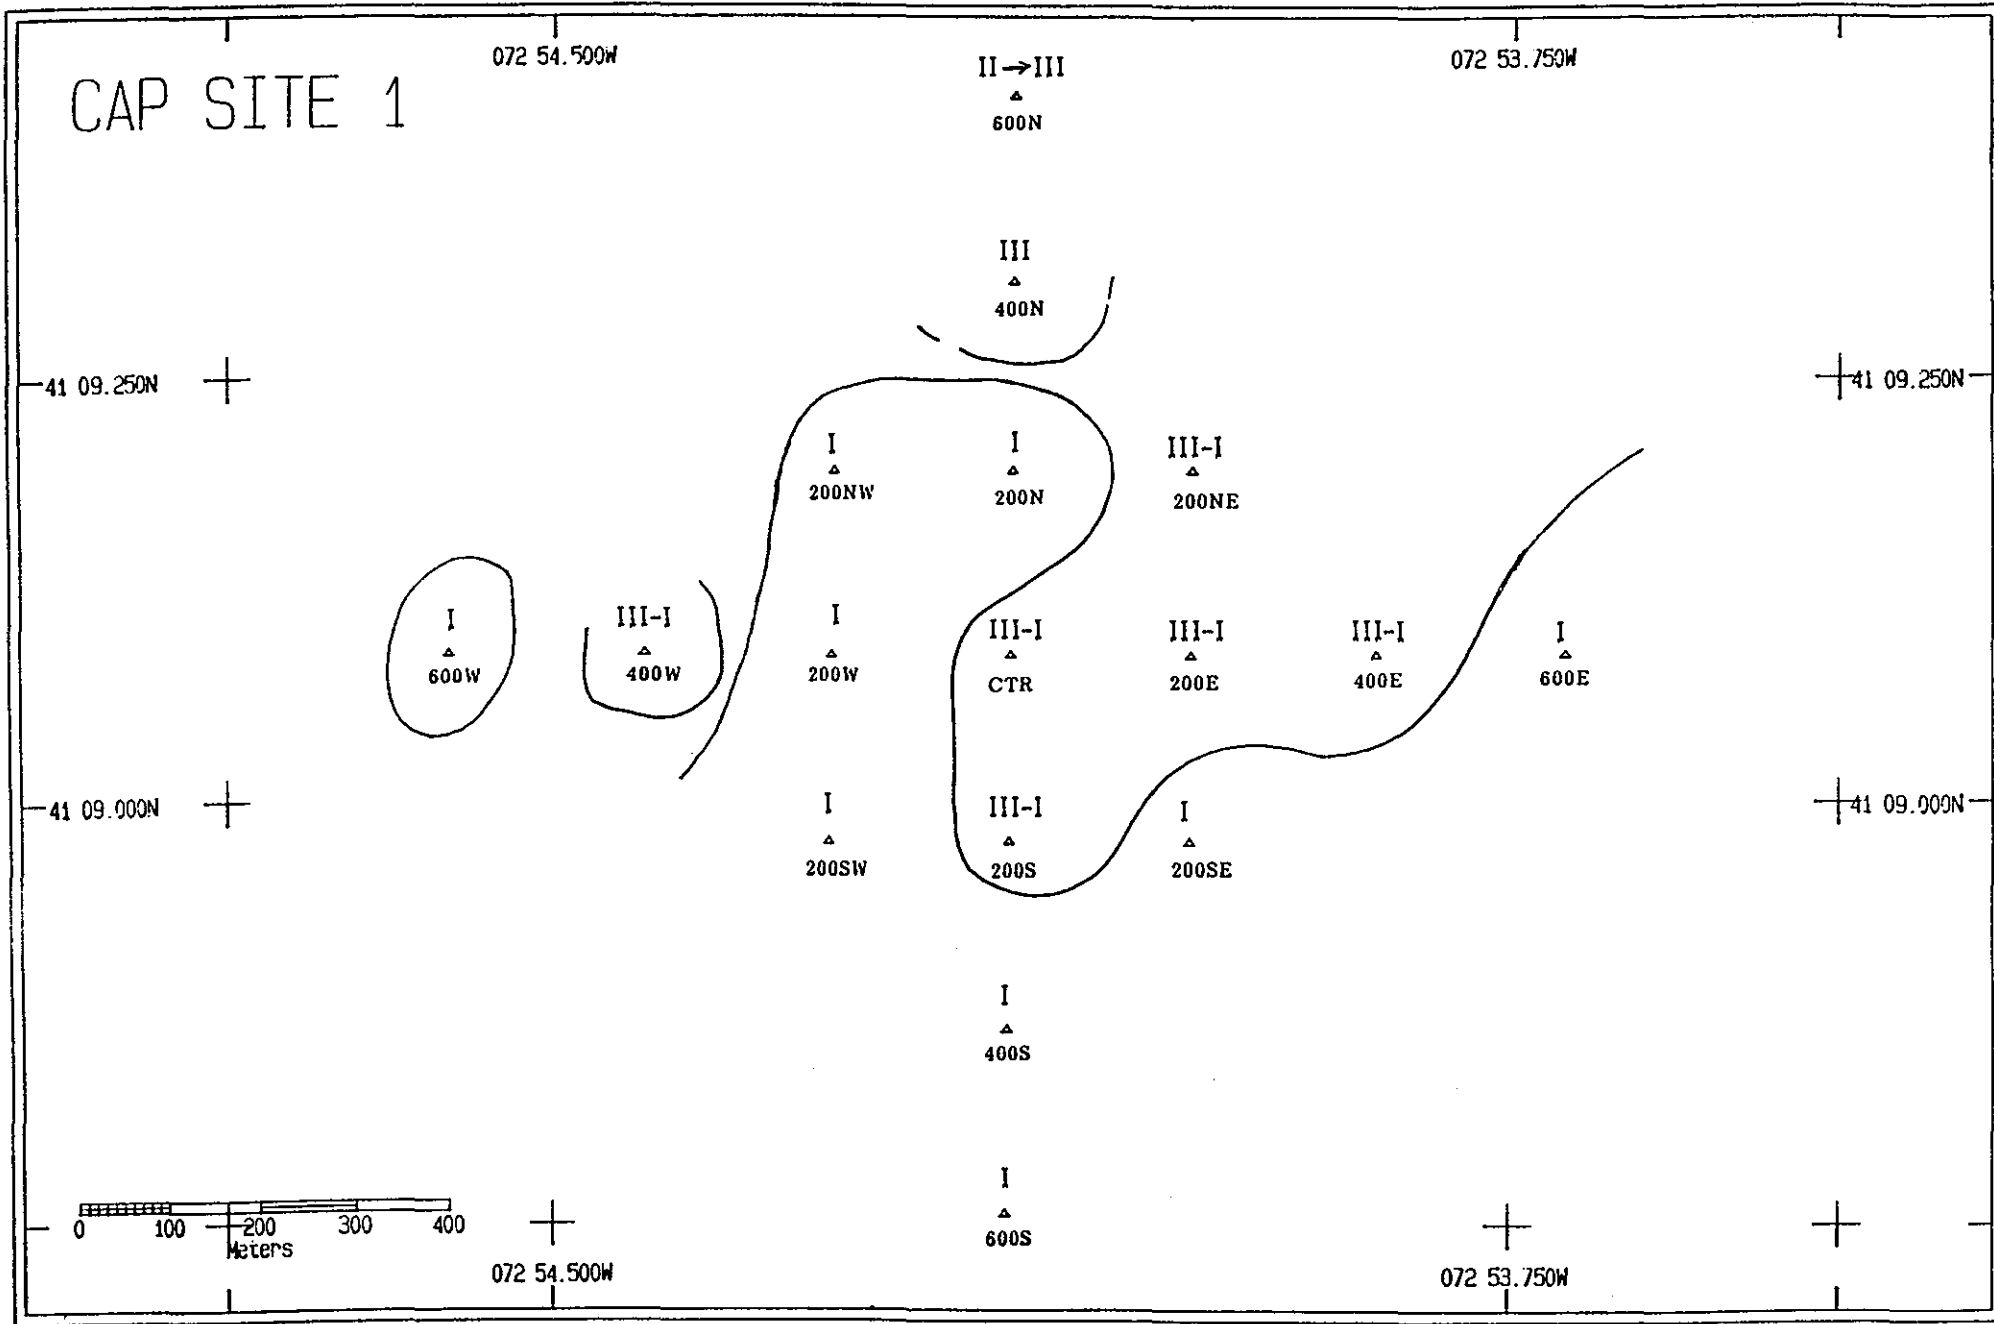 072 54.500W
072 53.750W
CAP SITE 1
II→III
600N
III
400N
41 09.250N
41 09.250N
I
I
III-I
200NW
200N
200NE
I
III-I
I
III-I
III-I
III-I
I
600W
400W
200W
CTR
200E
400E
600E
41 09.000N
41 09.000N
I
III-I
I
200SW
200S
200SE
I
400S
I
600S
0 100 200 300 400
Meters
072 54.500W
072 53.750W